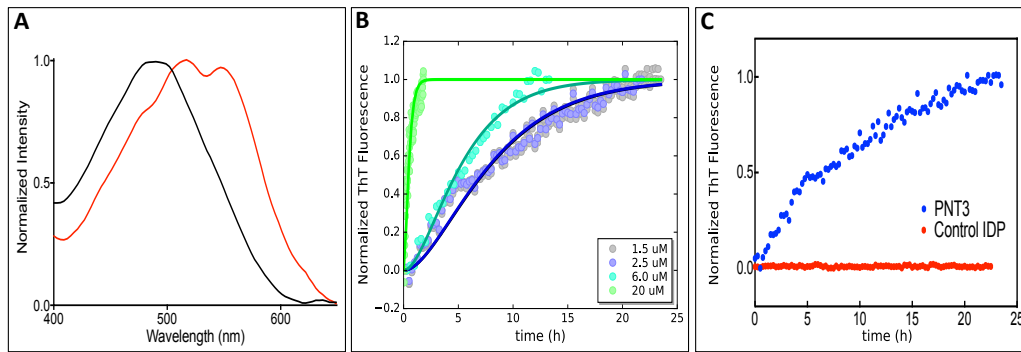 A
Normalized Intensity
1.0
0.5
0.0
400
500
600
Wavelength (nm)
B
Normalized ThT Fluorescence
1.2
1.0
0.8
0.6
0.4
0.2
0.0
−0.2
0
5
10
15
20
25
time (h)
1.5 uM
2.5 uM
6.0 uM
20 uM
C
Normalized ThT Fluorescence
1.0
0.5
0.0
0
5
10
15
20
25
time (h)
PNT3
Control IDP